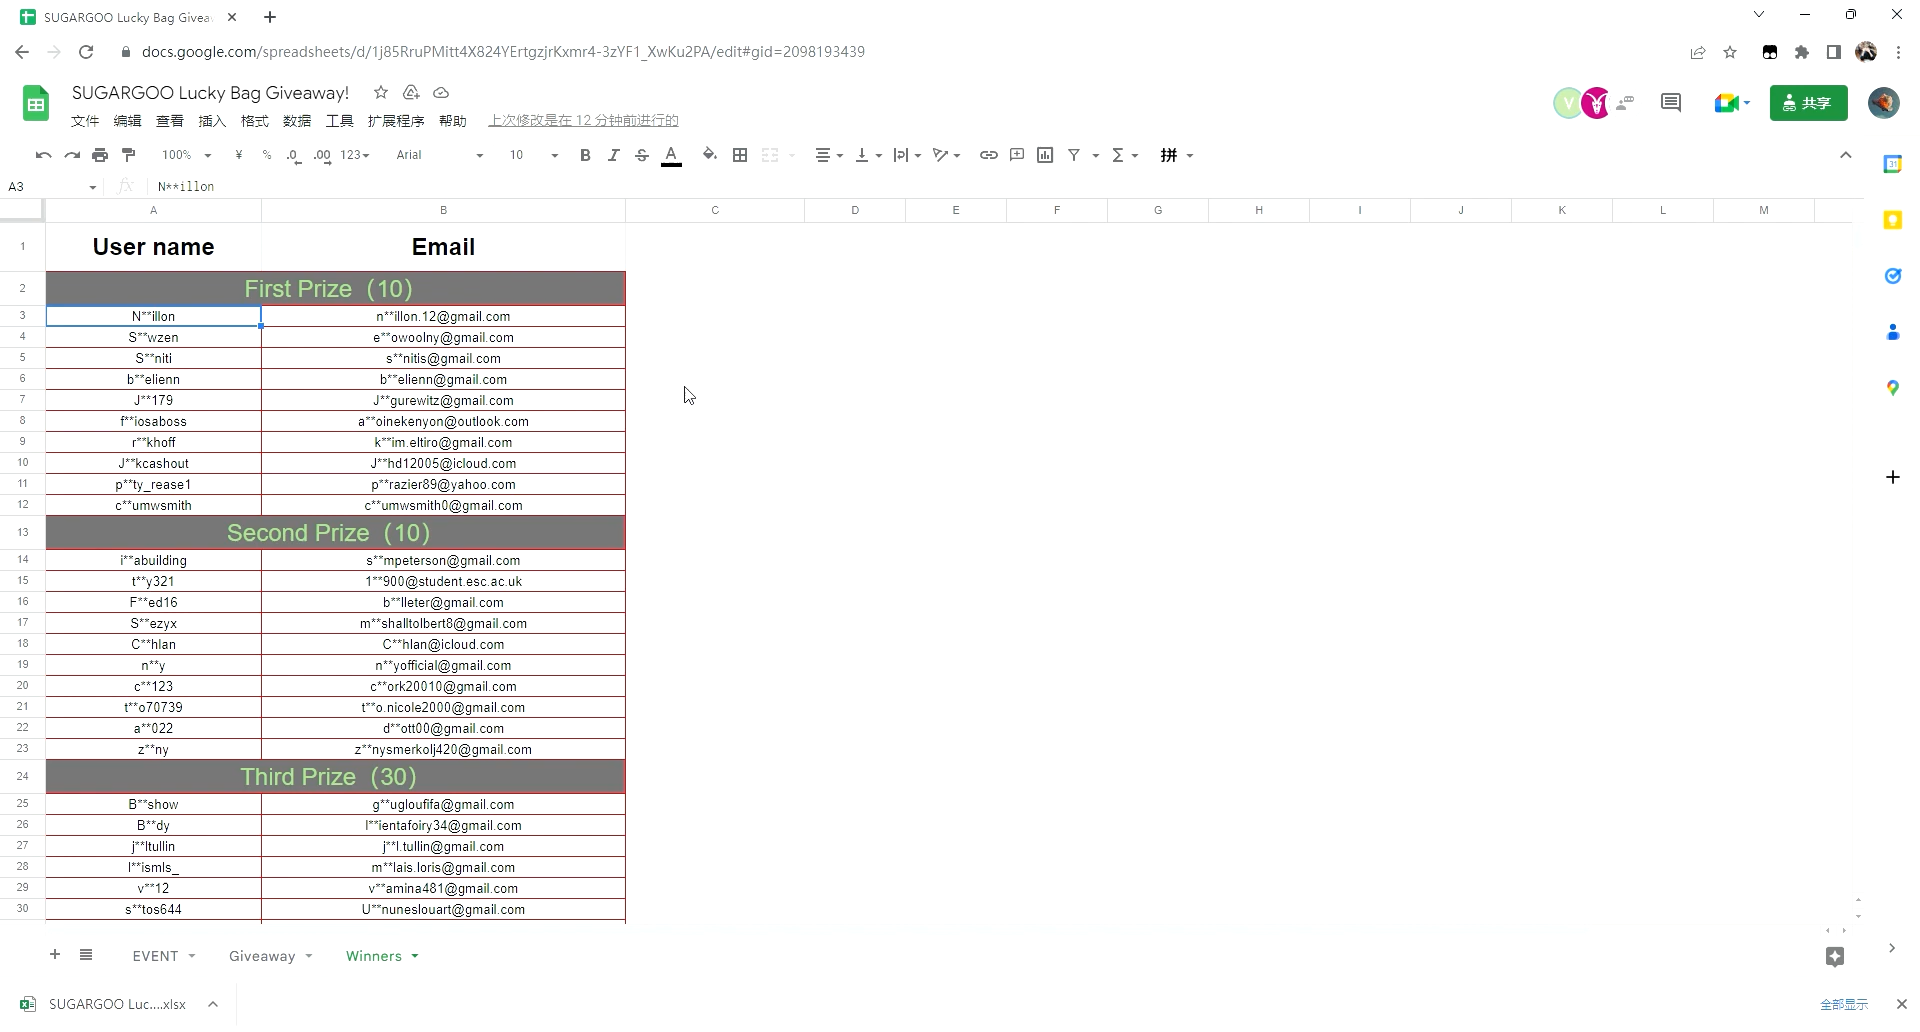 SUGARGOO Lucky Bag Givea
docs.google.com/spreadsheets/d/1j85RruPMitt4X824YErtgzjrKxmr4-3zYF1_XwKu2PA/edit#gid=2098193439
SUGARGOO Lucky Bag Giveaway!
V
共享
文件 编辑 查看 插入 格式 数据 工具 扩展程序 帮助 上次修改是在 12 分钟前进行的
100% ¥ % .0 .00 123 Arial 10 B I S A 拼
31
A3 fx N**illon
A B C D E F G H I J K L M
1 User name Email
2 First Prize (10)
3 N**illon n**illon.12@gmail.com
4 S**wzen e**owoolny@gmail.com
5 S**niti s**nitis@gmail.com
6 b**elienn b**elienn@gmail.com
7 J**179 J**gurewitz@gmail.com
8 f**iosaboss a**oinekenyon@outlook.com
9 r**khoff k**im.eltiro@gmail.com
10 J**kcashout J**hd12005@icloud.com
11 p**ty_rease1 p**razier89@yahoo.com
12 c**umwsmith c**umwsmith0@gmail.com
13 Second Prize (10)
14 i**abuilding s**mpeterson@gmail.com
15 t**y321 1**900@student.esc.ac.uk
16 F**ed16 b**lleter@gmail.com
17 S**ezyx m**shalltolbert8@gmail.com
18 C**hlan C**hlan@icloud.com
19 n**y n**yofficial@gmail.com
20 c**123 c**ork20010@gmail.com
21 t**o70739 t**o.nicole2000@gmail.com
22 a**022 d**ott00@gmail.com
23 z**ny z**nysmerkolj420@gmail.com
24 Third Prize (30)
25 B**show g**ugloufifa@gmail.com
26 B**dy l**ientafoiry34@gmail.com
27 j**ltullin j**l.tullin@gmail.com
28 l**ismls_ m**lais.loris@gmail.com
29 v**12 v**amina481@gmail.com
30 s**tos644 U**nuneslouart@gmail.com
EVENT Giveaway Winners
SUGARGOO Luc....xlsx 全部显示